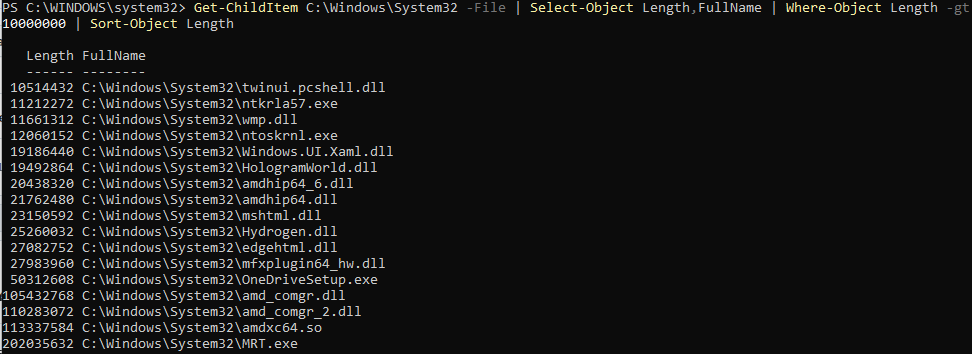 PS C:\WINDOWS\system32> Get-ChildItem C:\Windows\System32 -File | Select-Object Length,FullName | Where-Object Length -gt
10000000 | Sort-Object Length
Length FullName
------ --------
10514432 C:\Windows\System32\twinui.pcshell.dll
11212272 C:\Windows\System32\ntkrla57.exe
11661312 C:\Windows\System32\wmp.dll
12060152 C:\Windows\System32\ntoskrnl.exe
19186440 C:\Windows\System32\Windows.UI.Xaml.dll
19492864 C:\Windows\System32\HologramWorld.dll
20438320 C:\Windows\System32\amdhip64_6.dll
21762480 C:\Windows\System32\amdhip64.dll
23150592 C:\Windows\System32\mshtml.dll
25260032 C:\Windows\System32\Hydrogen.dll
27082752 C:\Windows\System32\edgehtml.dll
27983960 C:\Windows\System32\mfxplugin64_hw.dll
50312608 C:\Windows\System32\OneDriveSetup.exe
105432768 C:\Windows\System32\amd_comgr.dll
110283072 C:\Windows\System32\amd_comgr_2.dll
113337584 C:\Windows\System32\amdxc64.so
202035632 C:\Windows\System32\MRT.exe